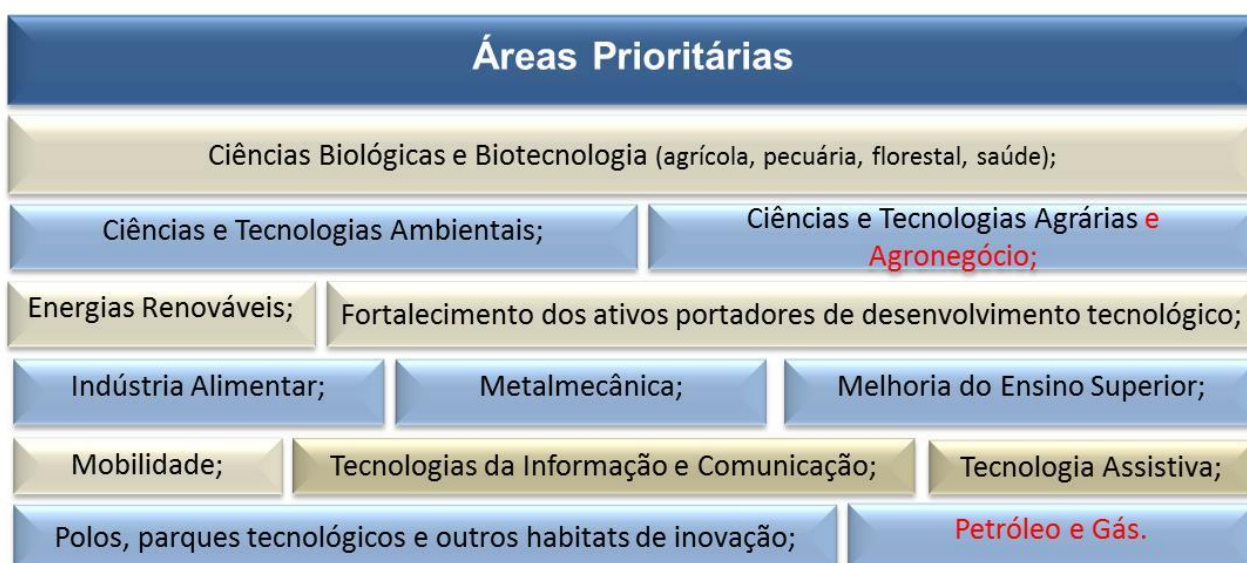 Áreas Prioritárias
Ciências Biológicas e Biotecnologia (agrícola, pecuária, florestal, saúde);
Ciências e Tecnologias Ambientais;
Ciências e Tecnologias Agrárias e
Agronegócio;
Energias Renováveis;
Fortalecimento dos ativos portadores de desenvolvimento tecnológico;
Indústria Alimentar;
Metalmecânica;
Melhoria do Ensino Superior;
Mobilidade;
Tecnologias da Informação e Comunicação;
Tecnologia Assistiva;
Polos, parques tecnológicos e outros habitats de inovação;
Petróleo e Gás.